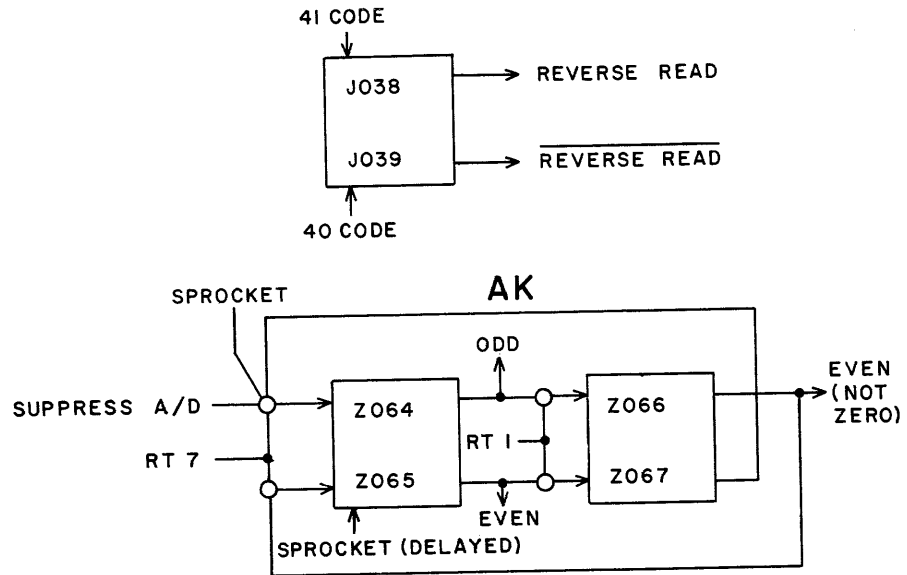 41 CODE
J038
REVERSE READ
J039
REVERSE READ
40 CODE
AK
SPROCKET
ODD
EVEN
(NOT
ZERO)
SUPPRESS A/D
Z064
Z066
RT 7
RT 1
Z065
Z067
EVEN
SPROCKET (DELAYED)